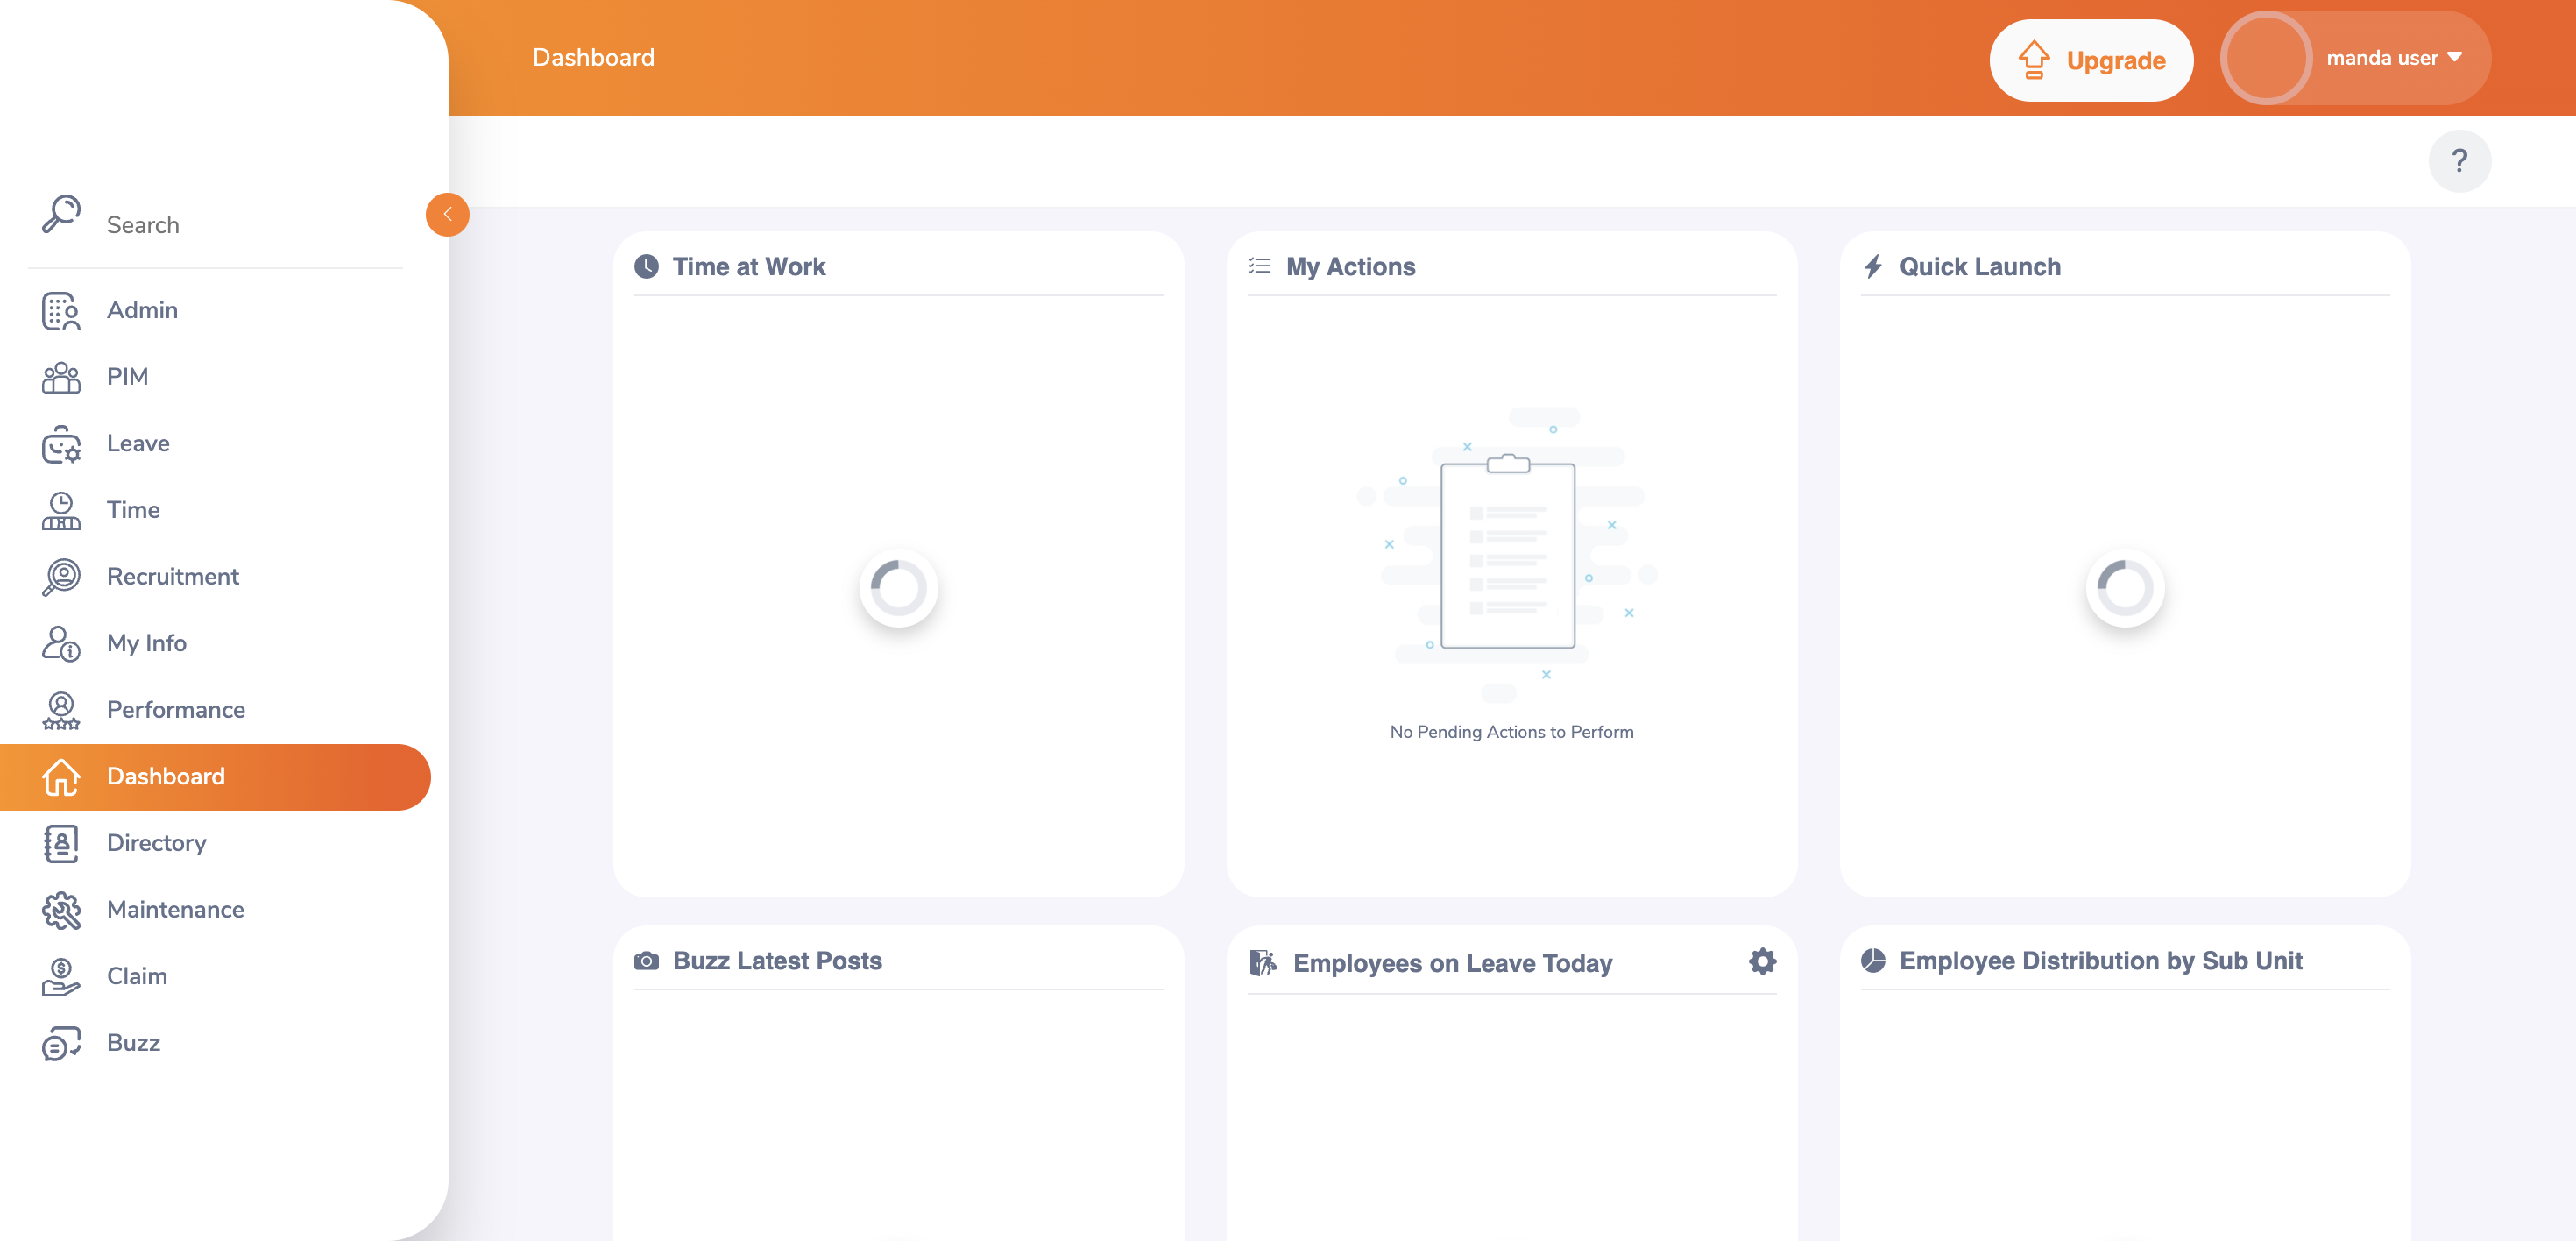 Dashboard
Upgrade
manda user
?
Search
Admin
PIM
Leave
Time
Recruitment
My Info
Performance
Dashboard
Directory
Maintenance
Claim
Buzz
Time at Work
My Actions
No Pending Actions to Perform
Quick Launch
Buzz Latest Posts
Employees on Leave Today
Employee Distribution by Sub Unit